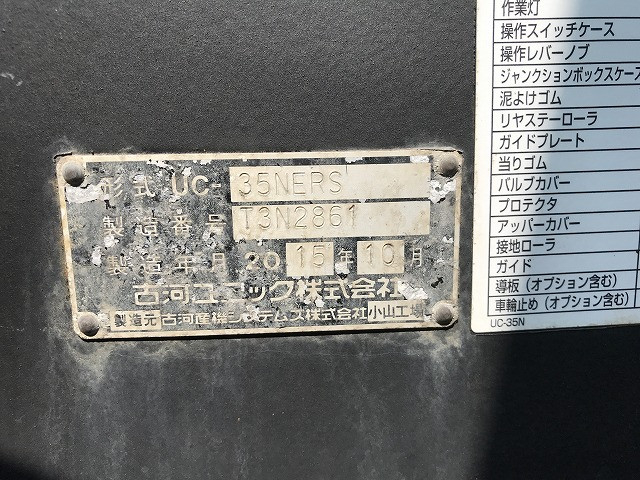 形式 UC- 35NERS
製造番号 T3N2861
製造年月 2015年10月
古河ユニック株式会社
製造元 古河産機システムズ株式会社 小山工場
作業灯
操作スイッチケース
操作レバーノブ
ジャンクションボックスケース
泥よけゴム
リヤステーローラ
ガイドプレート
当りゴム
バルブカバー
プロテクタ
アッパーカバー
接地ローラ
ガイド
導板（オプション含む）
車輪止め（オプション含む）
UC-35N